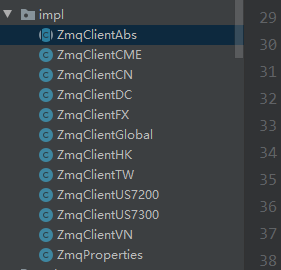 impl
ZmqClientAbs
ZmqClientCME
ZmqClientCN
ZmqClientDC
ZmqClientFX
ZmqClientGlobal
ZmqClientHK
ZmqClientTW
ZmqClientUS7200
ZmqClientUS7300
ZmqClientVN
ZmqProperties
29
30
31
32
33
34
35
36
37
38